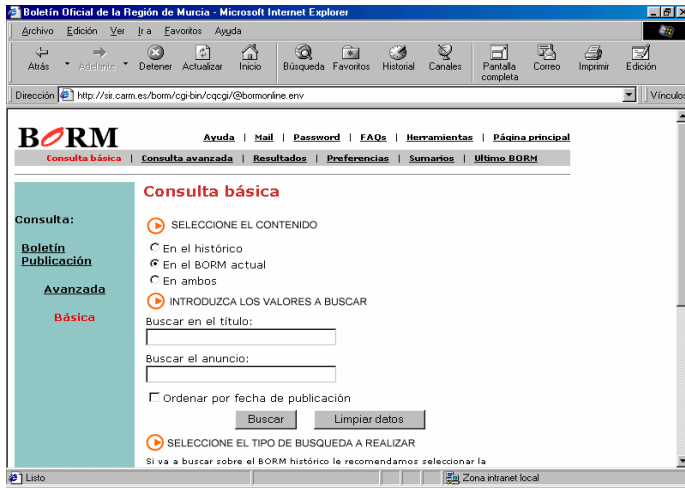 Boletín Oficial de la Región de Murcia - Microsoft Internet Explorer
Archivo Edición Ver Ir a Favoritos Ayuda
Atrás Adelante Detener Actualizar Inicio Búsqueda Favoritos Historial Canales Pantalla completa Correo Imprimir Edición
Dirección http://sir.carm.es/borm/cgi-bin/cqcgi/@bormonline.env Vínculos
BORM
Ayuda | Mail | Password | FAQs | Herramientas | Página principal
Consulta básica | Consulta avanzada | Resultados | Preferencias | Sumarios | Ultimo BORM
Consulta:
Boletín
Publicación
Avanzada
Básica
Consulta básica
SELECCIONE EL CONTENIDO
En el histórico
En el BORM actual
En ambos
INTRODUZCA LOS VALORES A BUSCAR
Buscar en el título:
Buscar el anuncio:
Ordenar por fecha de publicación
Buscar Limpiar datos
SELECCIONE EL TIPO DE BUSQUEDA A REALIZAR
Si va a buscar sobre el BORM histórico le recomendamos seleccionar la
Listo Zona intranet local